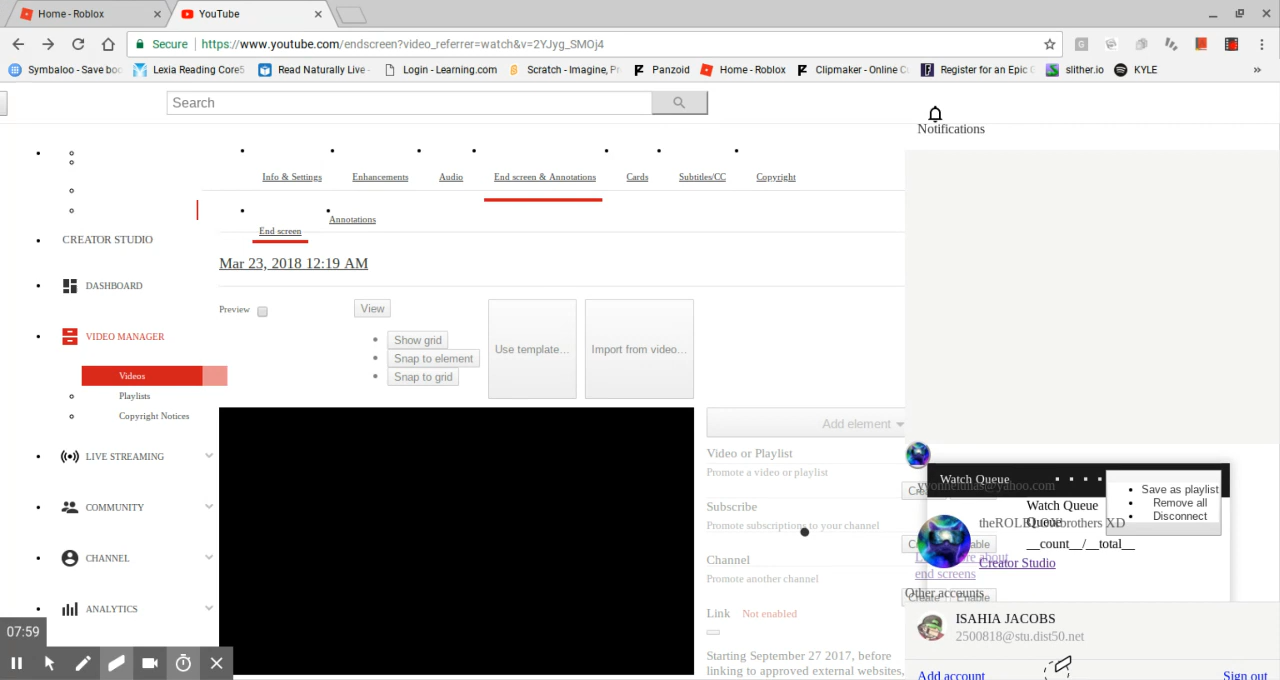 Home - Roblox
YouTube
Secure https://www.youtube.com/endscreen?video_referrer=watch&v=2YJyg_SMOj4
Symbaloo - Save boo
Lexia Reading Core5
Read Naturally Live -
Login - Learning.com
Scratch - Imagine, Pr
Panzoid
Home - Roblox
Clipmaker - Online Cu
Register for an Epic G
slither.io
KYLE
Search
Notifications
Info & Settings
Enhancements
Audio
End screen & Annotations
Cards
Subtitles/CC
Copyright
End screen
Annotations
CREATOR STUDIO
Mar 23, 2018 12:19 AM
DASHBOARD
Preview
View
Show grid
Snap to element
Snap to grid
Use template...
Import from video...
VIDEO MANAGER
Videos
Playlists
Copyright Notices
LIVE STREAMING
COMMUNITY
CHANNEL
ANALYTICS
Add element
Video or Playlist
Promote a video or playlist
Subscribe
Promote subscriptions to your channel
Channel
Promote another channel
Link Not enabled
Starting September 27 2017, before
linking to approved external websites,
Watch Queue
Save as playlist
Remove all
Disconnect
Watch Queue
Queue
__count__/__total__
Creator Studio
end screens
Other accounts
Create Enable
ISAHIA JACOBS
2500818@stu.dist50.net
Add account
Sign out
07:59